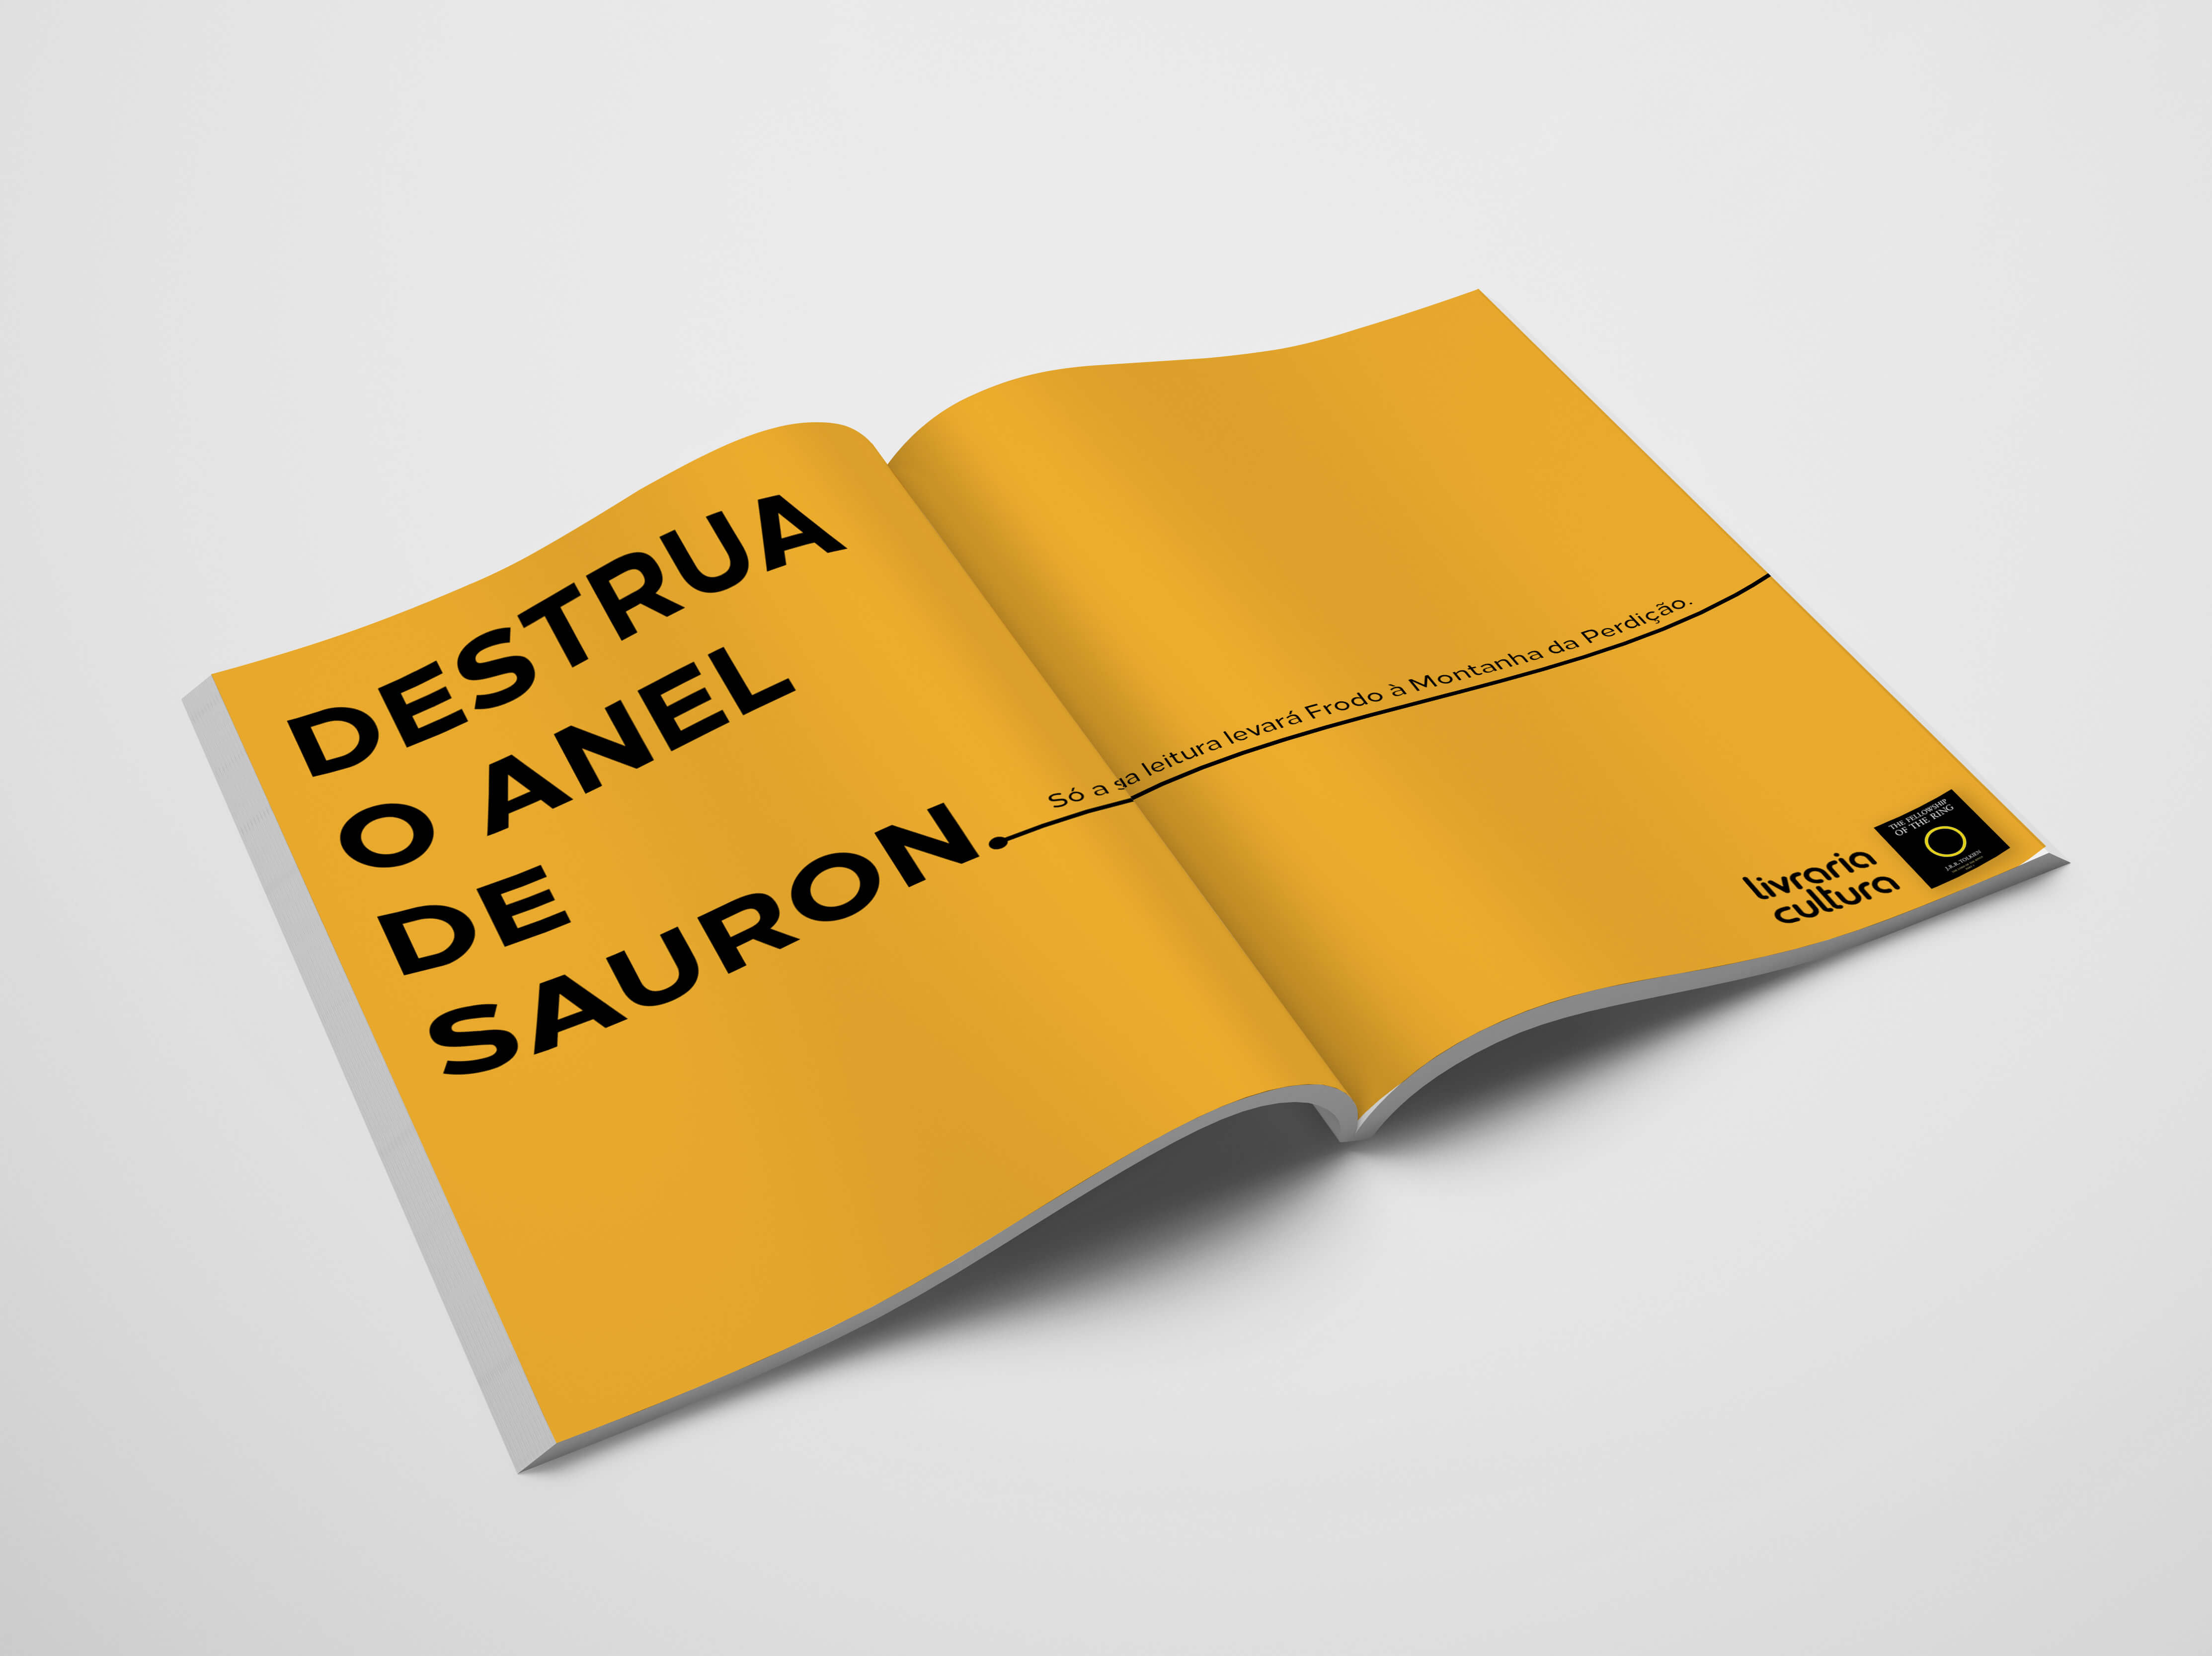 DESTRUA
O ANEL
DE
SAURON.
Só a sua leitura levará Frodo à Montanha da Perdição.
livraria
cultura
THE FELLOWSHIP
OF THE RING
J.R.R. TOLKIEN